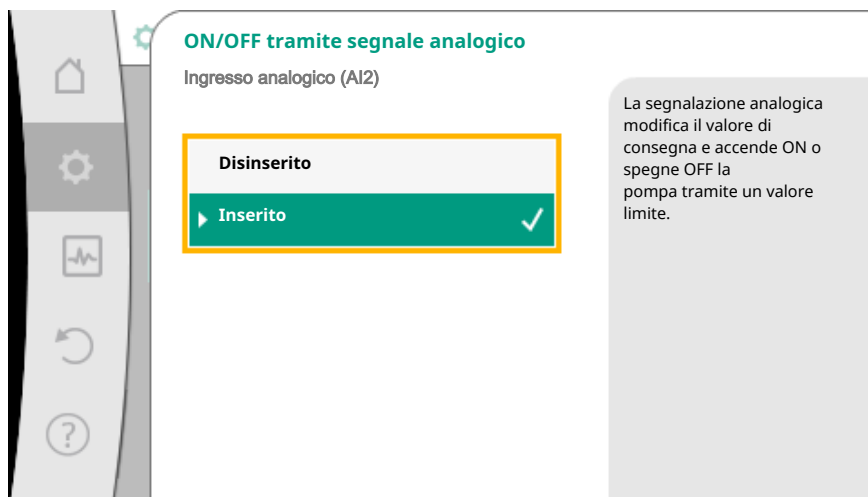 ON/OFF tramite segnale analogico
Ingresso analogico (AI2)
Disinserito
Inserito
La segnalazione analogica
modifica il valore di
consegna e accende ON o
spegne OFF la
pompa tramite un valore
limite.
?